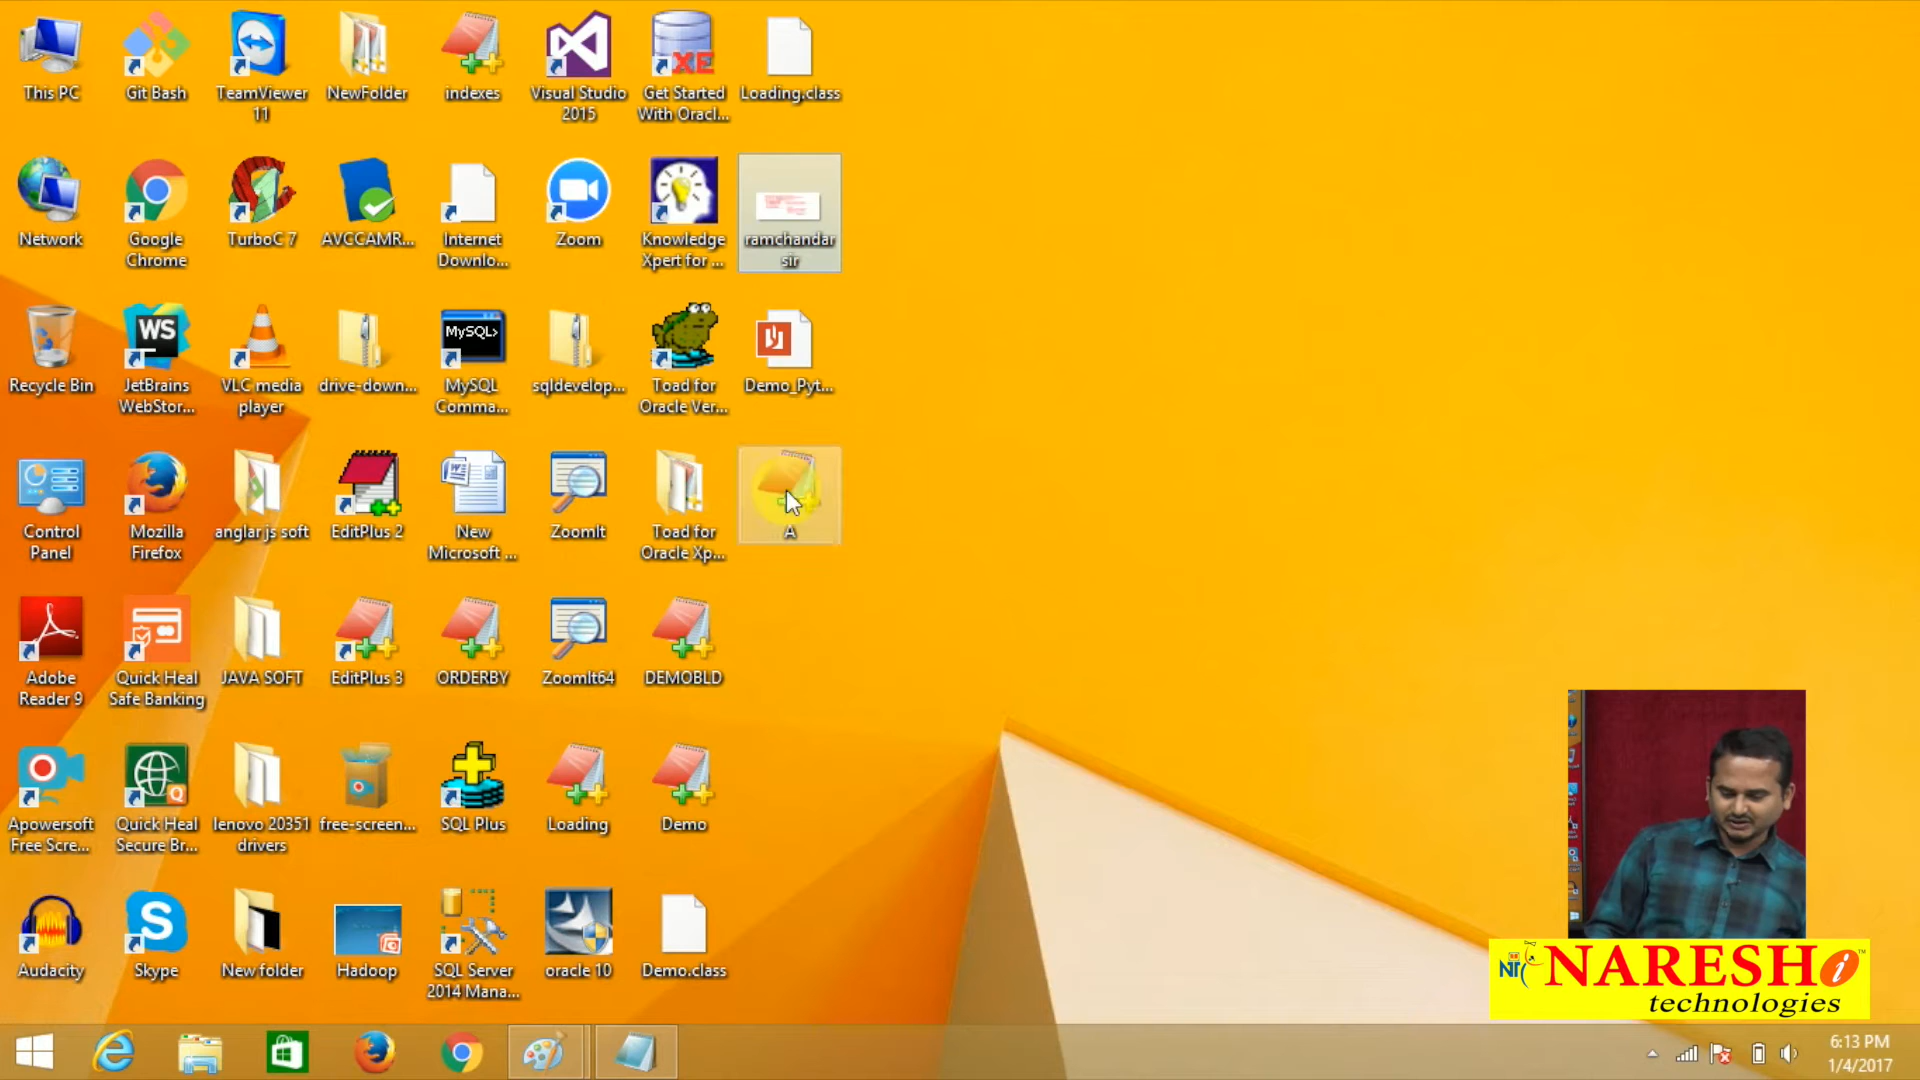 This PC
Git Bash
TeamViewer
11
NewFolder
indexes
Visual Studio
2015
XE
Get Started
With Oracl...
Loading.class
Network
Google
Chrome
TurboC 7
AVCCAMR...
Internet
Downlo...
Zoom
Knowledge
Xpert for ...
ramchandar
sir
Recycle Bin
WS
JetBrains
WebStor...
VLC media
player
drive-down...
MySQL>
MySQL
Comma...
sqldevelop...
Toad for
Oracle Ver...
Demo_Pyt...
Control
Panel
Mozilla
Firefox
anglar js soft
EditPlus 2
New
Microsoft ...
ZoomIt
Toad for
Oracle Xp...
A
Adobe
Reader 9
Quick Heal
Safe Banking
JAVA SOFT
EditPlus 3
ORDERBY
ZoomIt64
DEMOBLD
Apowersoft
Free Scre...
Quick Heal
Secure Br...
lenovo 20351
drivers
free-screen...
SQL Plus
Loading
Demo
Audacity
Skype
New folder
Hadoop
SQL Server
2014 Mana...
oracle 10
Demo.class
NARESH i
technologies
6:13 PM
1/4/2017